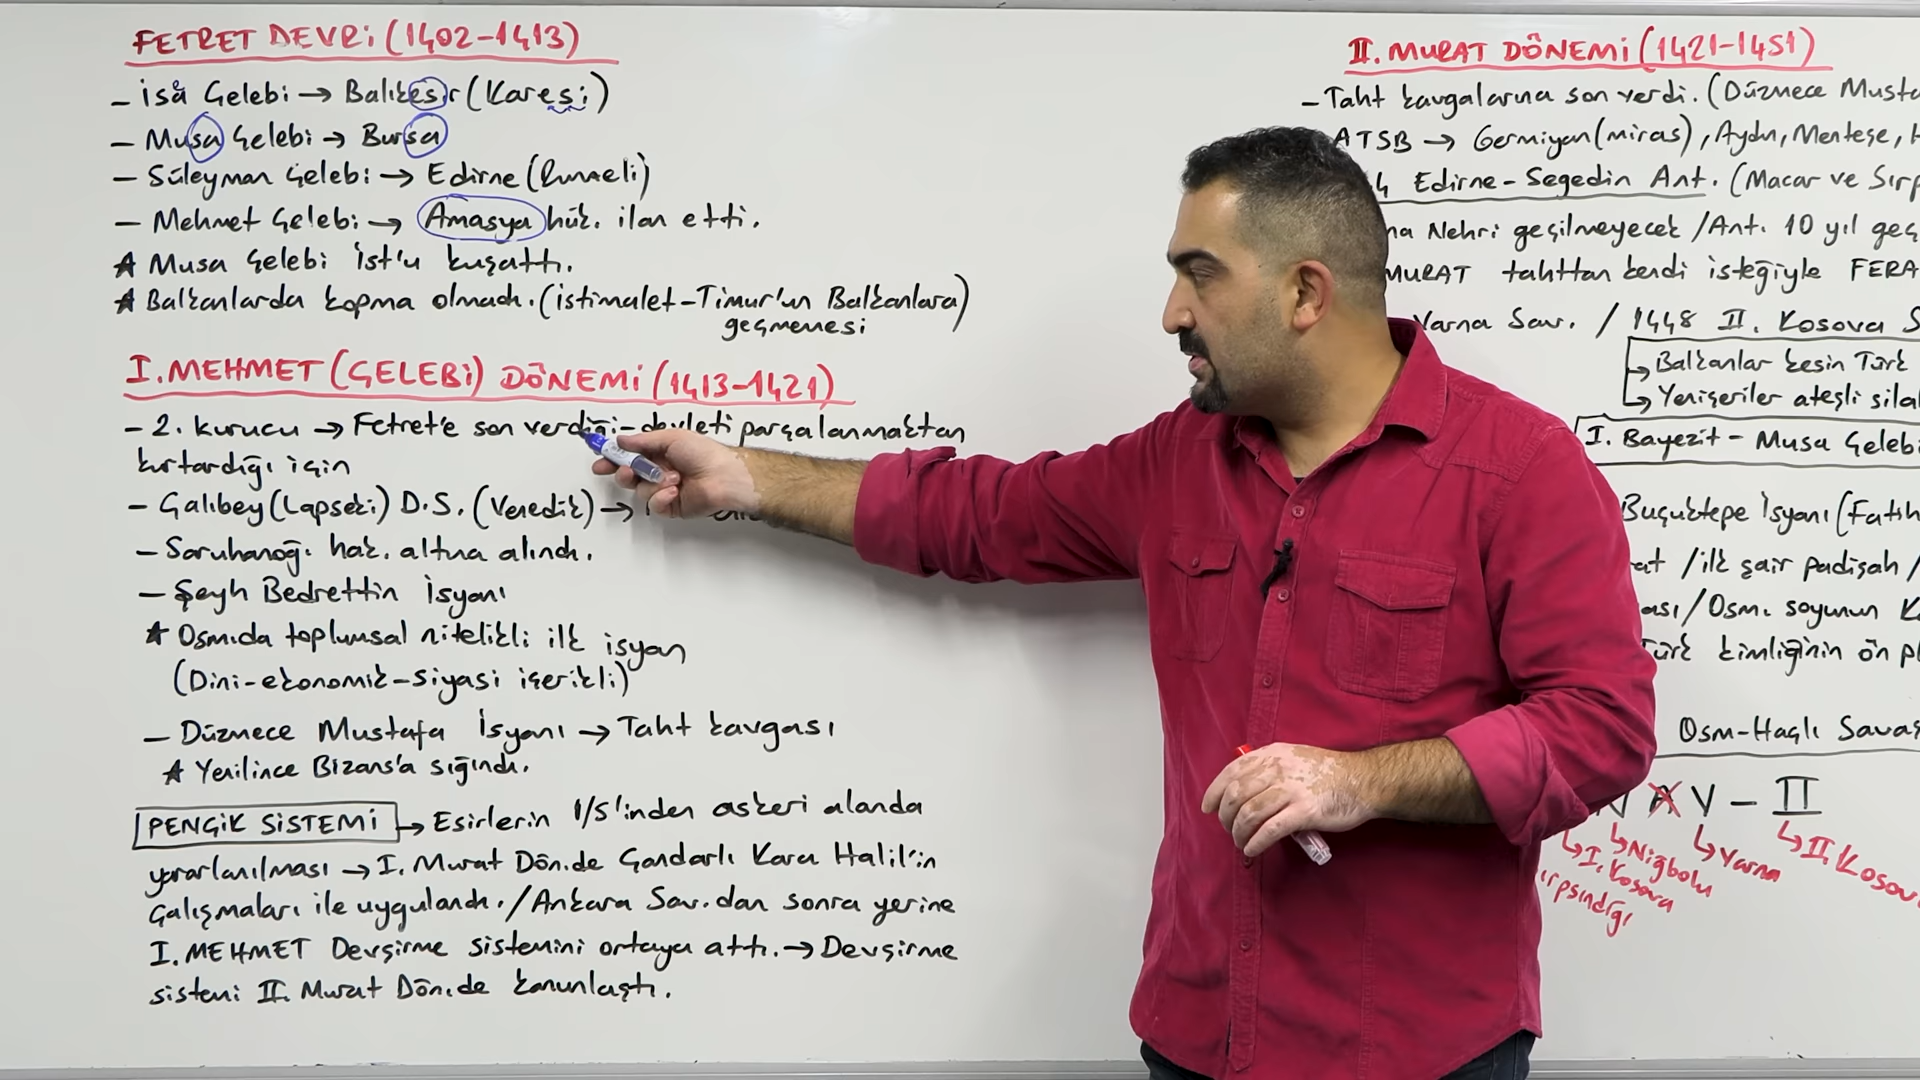 FETRET DEVRİ (1402-1413)
- İsâ Çelebi → Balıkesir (Karesi)
- Musa Çelebi → Bursa
- Süleyman Çelebi → Edirne (Rumeli)
- Mehmet Çelebi → Amasya hük. ilan etti.
★ Musa Çelebi İst'u kuşattı.
★ Balkanlarda kopma olmadı. (istimalet-Timur'un Balkanlara)
geçmemesi
I. MEHMET (ÇELEBİ) DÖNEMİ (1413-1421)
- 2. kurucu → Fetret'e son verdiği-devleti parçalanmaktan
kurtardığı için
- Çalıbey (Lapseki) D.S. (Venedik) →
- Saruhanoğ. hak. altına alındı.
- Şeyh Bedrettin İsyanı
★ Osm.da toplumsal nitelikli ilk isyan
(Dini-ekonomik-siyasi içerikli)
- Düzmece Mustafa İsyanı → Taht kavgası
★ Yenilince Bizans'a sığındı.
PENÇİK SİSTEMİ → Esirlerin 1/5'inden askeri alanda
yararlanılması → I. Murat Dön.de Çandarlı Kara Halil'in
çalışmaları ile uygulandı. / Ankara Sav.dan sonra yerine
I. MEHMET Devşirme sistemini ortaya attı. → Devşirme
sistemi II. Murat Dön.de kanunlaştı.
II. MURAT DÖNEMİ (1421-1451)
- Taht kavgalarına son verdi. (Düzmece Musta
ATSB → Germiyan (miras), Aydın, Menteşe, H
4 Edirne-Segedin Ant. (Macar ve Sırp
na Nehri geçilmeyecek / Ant. 10 yıl geç
MURAT tahttan kendi isteğiyle FERA
Varna Sav. / 1448 II. Kosova S
→ Balkanlar kesin Türk
→ Yeniçeriler ateşli sila
I. Bayezit - Musa Çelebi
Buçuktepe İsyanı (Fatih
at / ilk şair padişah /
ası / Osm. soyunun K
Türk kimliğinin ön pl
Osm-Haçlı Savaş
N A V - II
↳ I. Kosova
↳ Niğbolu
↳ Varna
↳ II. Kosov
ırpsındığı